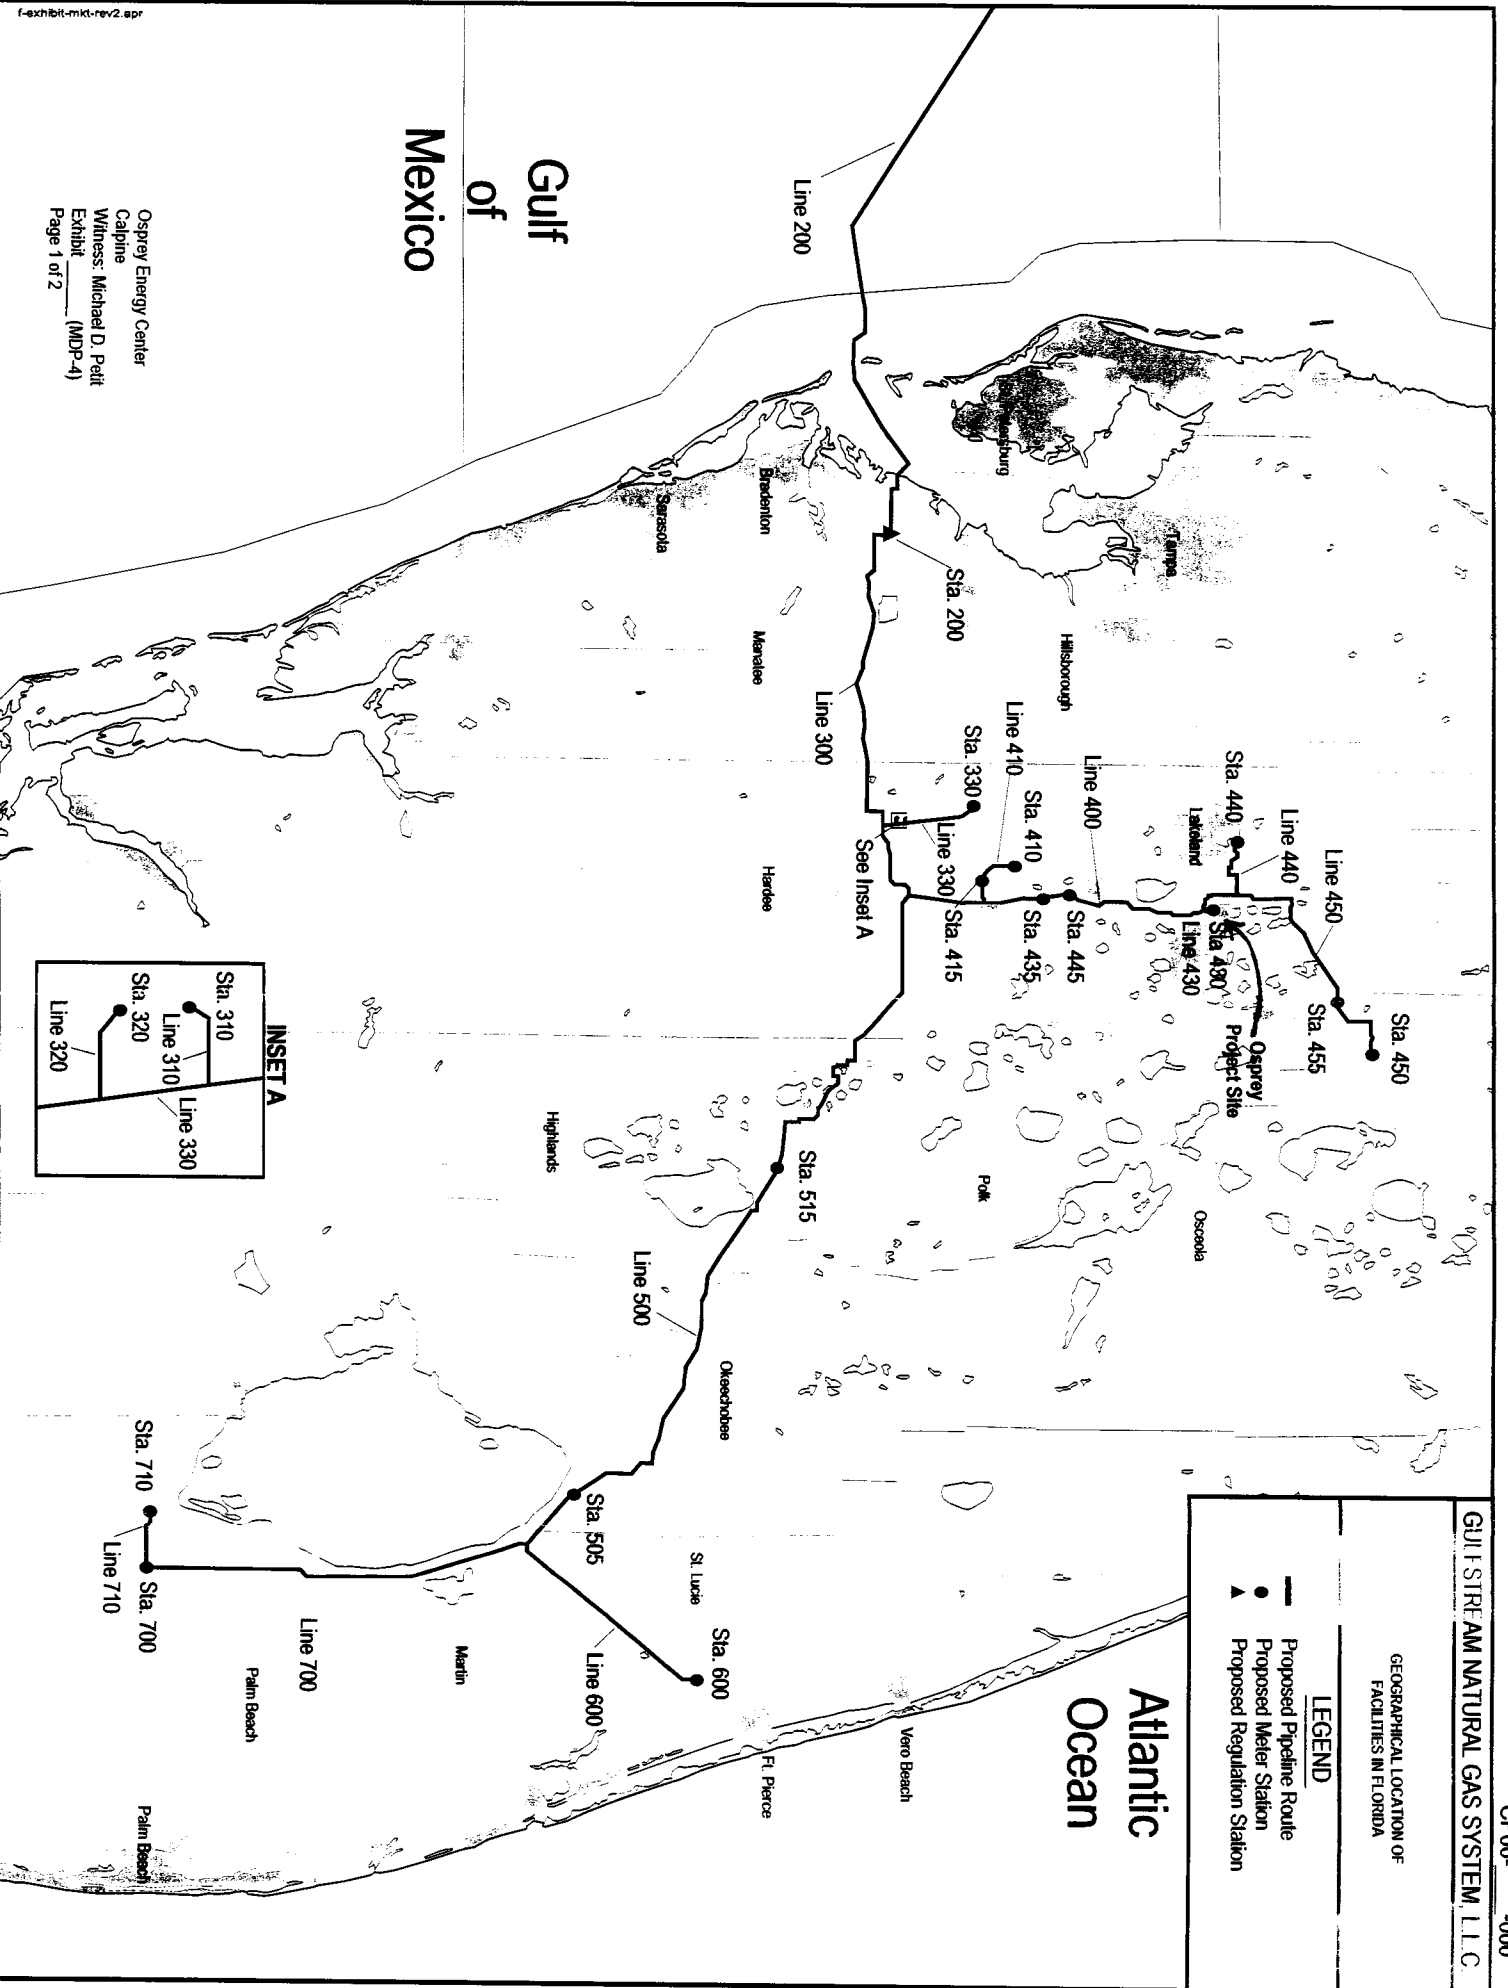 f-exhibit-mkt-rev2.apr
GULFSTREAM NATURAL GAS SYSTEM, L.L.C.
GEOGRAPHICAL LOCATION OF
FACILITIES IN FLORIDA
LEGEND
Proposed Pipeline Route
Proposed Meter Station
Proposed Regulation Station
Atlantic
Ocean
Gulf
of
Mexico
Osprey Energy Center
Calpine
Witness: Michael D. Petit
Exhibit ______ (MDP-4)
Page 1 of 2
Line 200
Tampa
Bradenton
Sarasota
Sta. 200
Hillsborough
Manatee
Line 300
Sta. 330
Line 410
Sta. 410
Line 400
Sta. 440
Lakeland
Line 440
Line 450
Sta. 450
Sta. 455
Osprey
Project Site
Sta. 430
Line 430
Sta. 445
Sta. 435
Sta. 415
Line 330
See Inset A
Hardee
Polk
Osceola
Highlands
Sta. 515
Line 500
Okeechobee
Sta. 505
St. Lucie
Sta. 600
Line 600
Vero Beach
Ft. Pierce
Martin
Line 700
Palm Beach
Palm Beach
Sta. 700
Line 710
Sta. 710
INSET A
Sta. 310
Line 310
Sta. 320
Line 320
Line 330